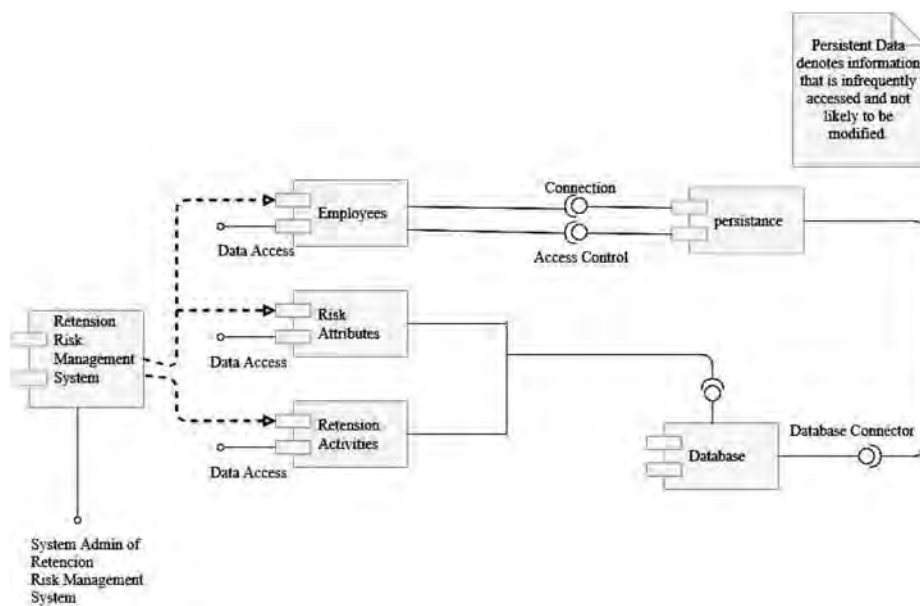 Persistent Data
denotes information
that is infrequently
accessed and not
likely to be
modified
Connection
Employees
persistance
Data Access
Access Control
Risk
Attributes
Retension
Risk
Management
System
Data Access
Retension
Activities
Data Access
Database Connector
Database
System Admin of
Retencion
Risk Management
System